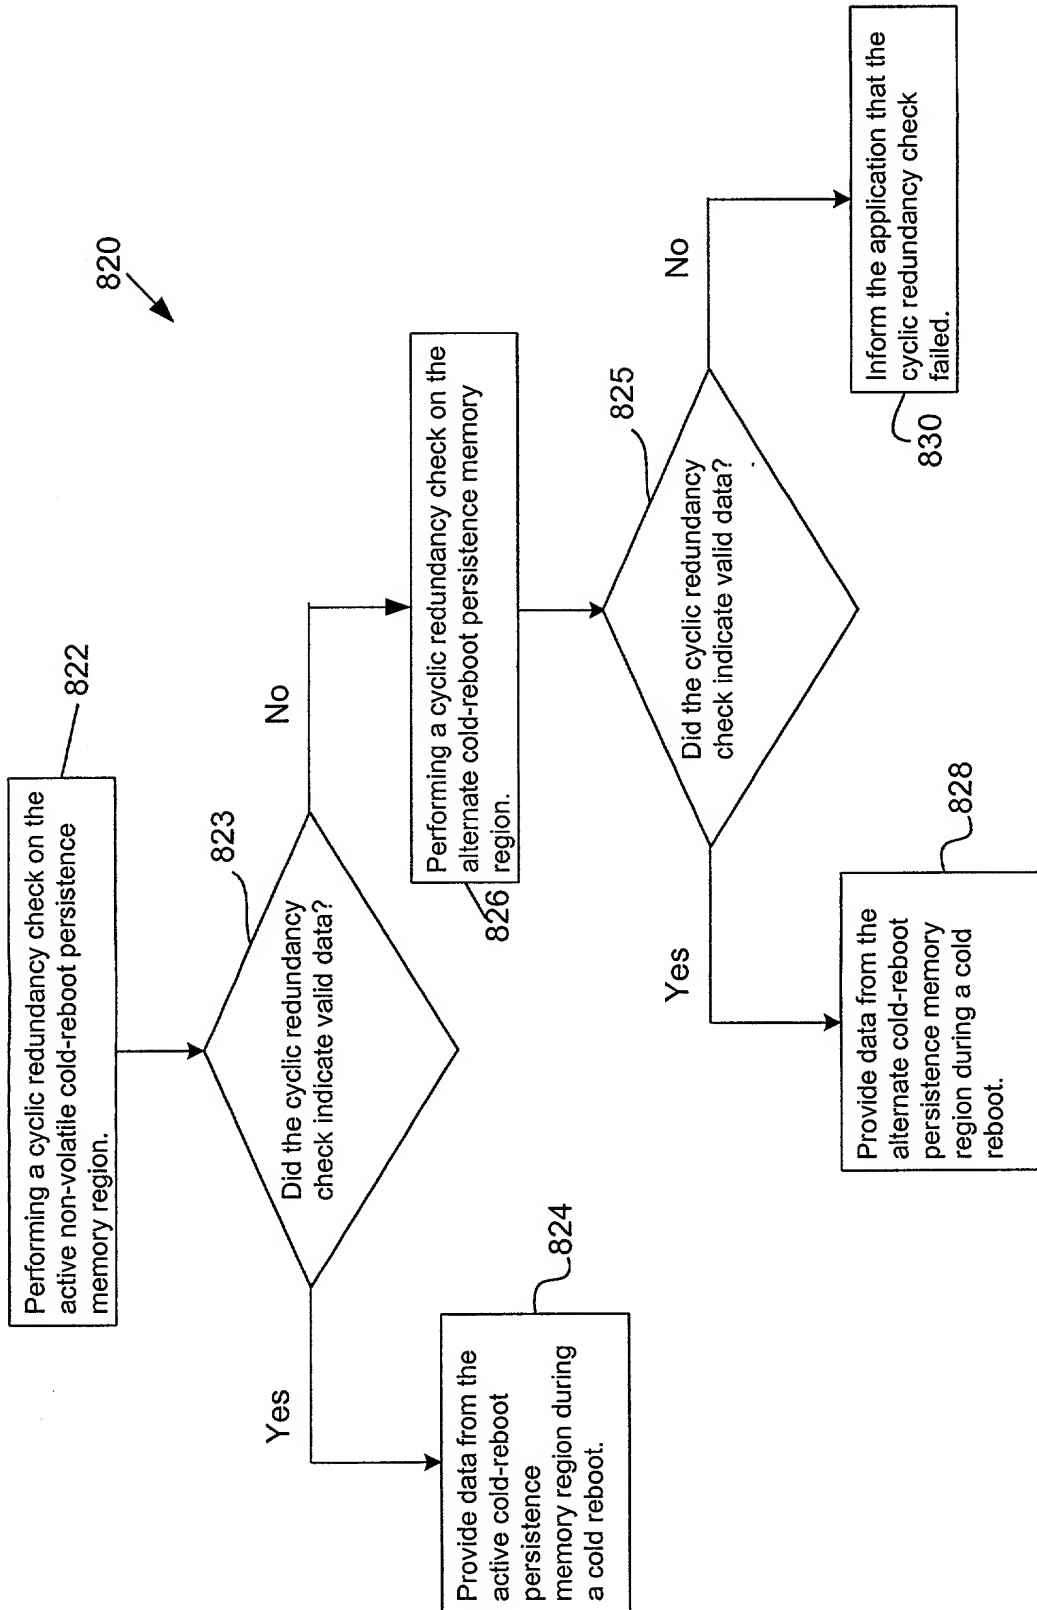 820
Performing a cyclic redundancy check on the
active non-volatile cold-reboot persistence
memory region.
822
Did the cyclic redundancy
check indicate valid data?
823
Yes
No
Provide data from the
active cold-reboot
persistence
memory region during
a cold reboot.
824
Performing a cyclic redundancy check on the
alternate cold-reboot persistence memory
region.
826
Did the cyclic redundancy
check indicate valid data?
825
Yes
No
Provide data from the
alternate cold-reboot
persistence memory
region during a cold
reboot.
828
Inform the application that the
cyclic redundancy check
failed.
830